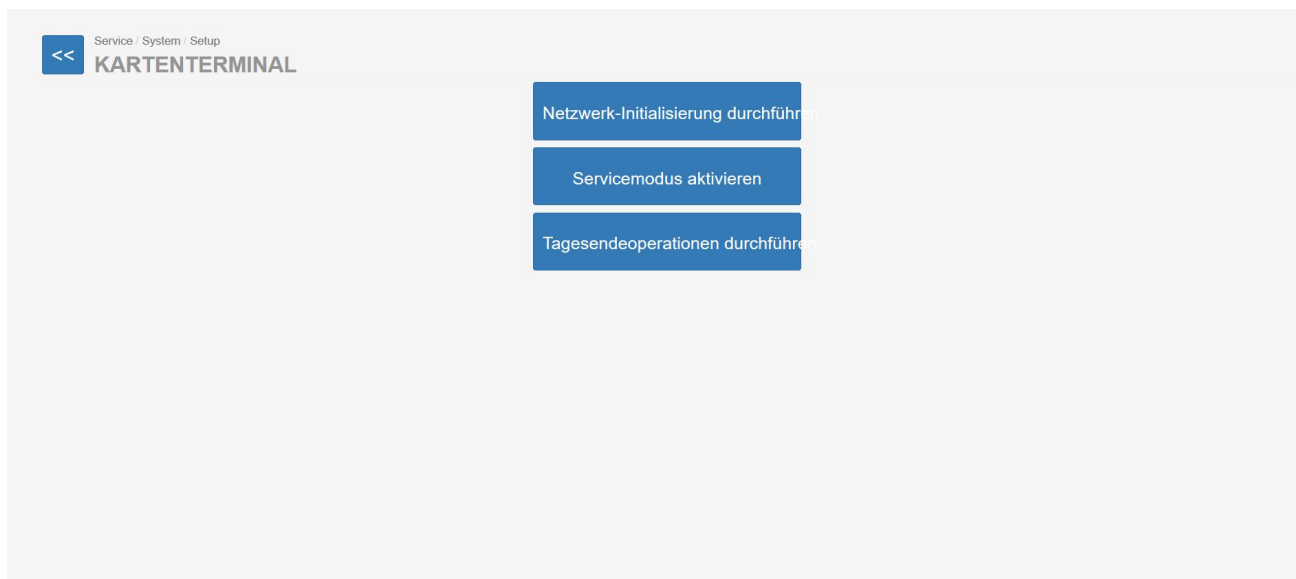 <<
Service / System / Setup
KARTENTERMINAL
Netzwerk-Initialisierung durchführen
Servicemodus aktivieren
Tagesendeoperationen durchführen